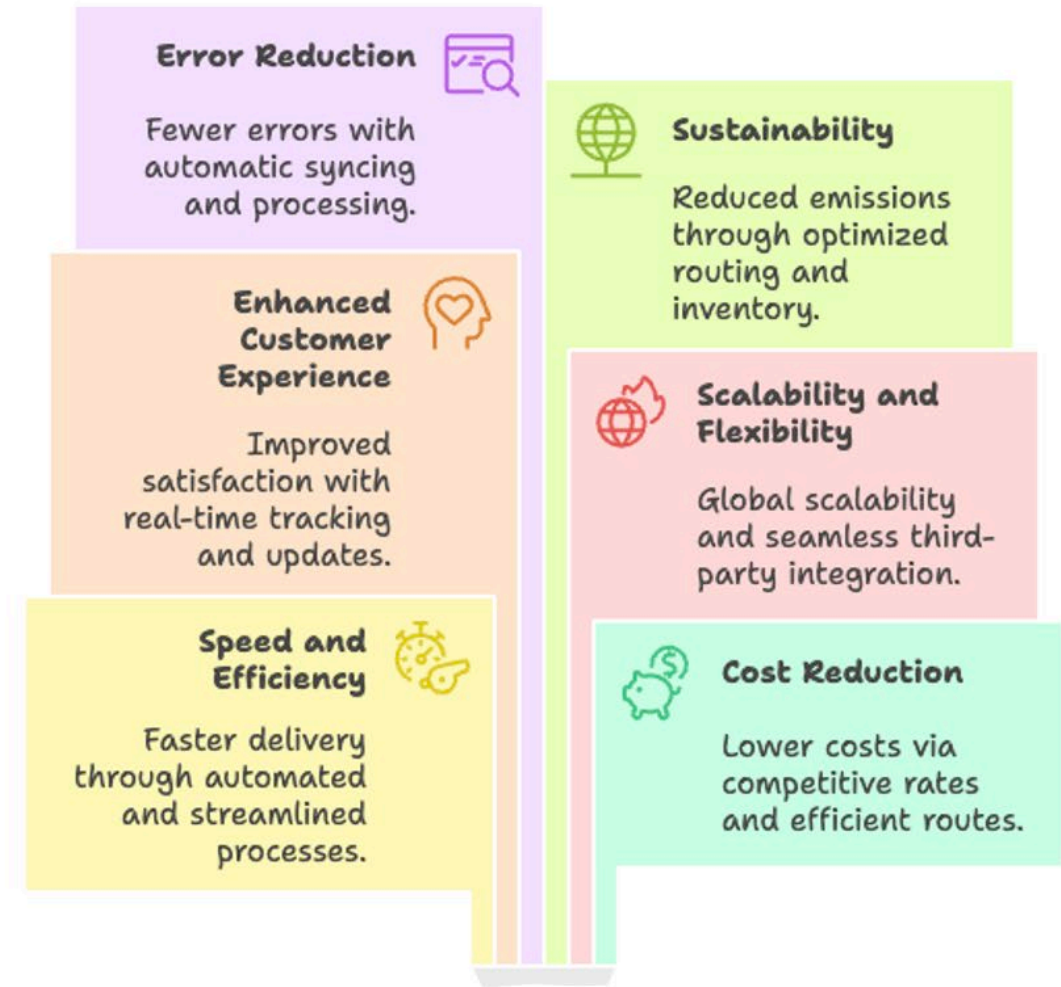 Error Reduction
Fewer errors with
automatic syncing
and processing.
Sustainability
Reduced emissions
through optimized
routing and
inventory.
Enhanced
Customer
Experience
Improved
satisfaction with
real-time tracking
and updates.
Scalability and
Flexibility
Global scalability
and seamless third-
party integration.
Speed and
Efficiency
Faster delivery
through automated
and streamlined
processes.
Cost Reduction
Lower costs via
competitive rates
and efficient routes.